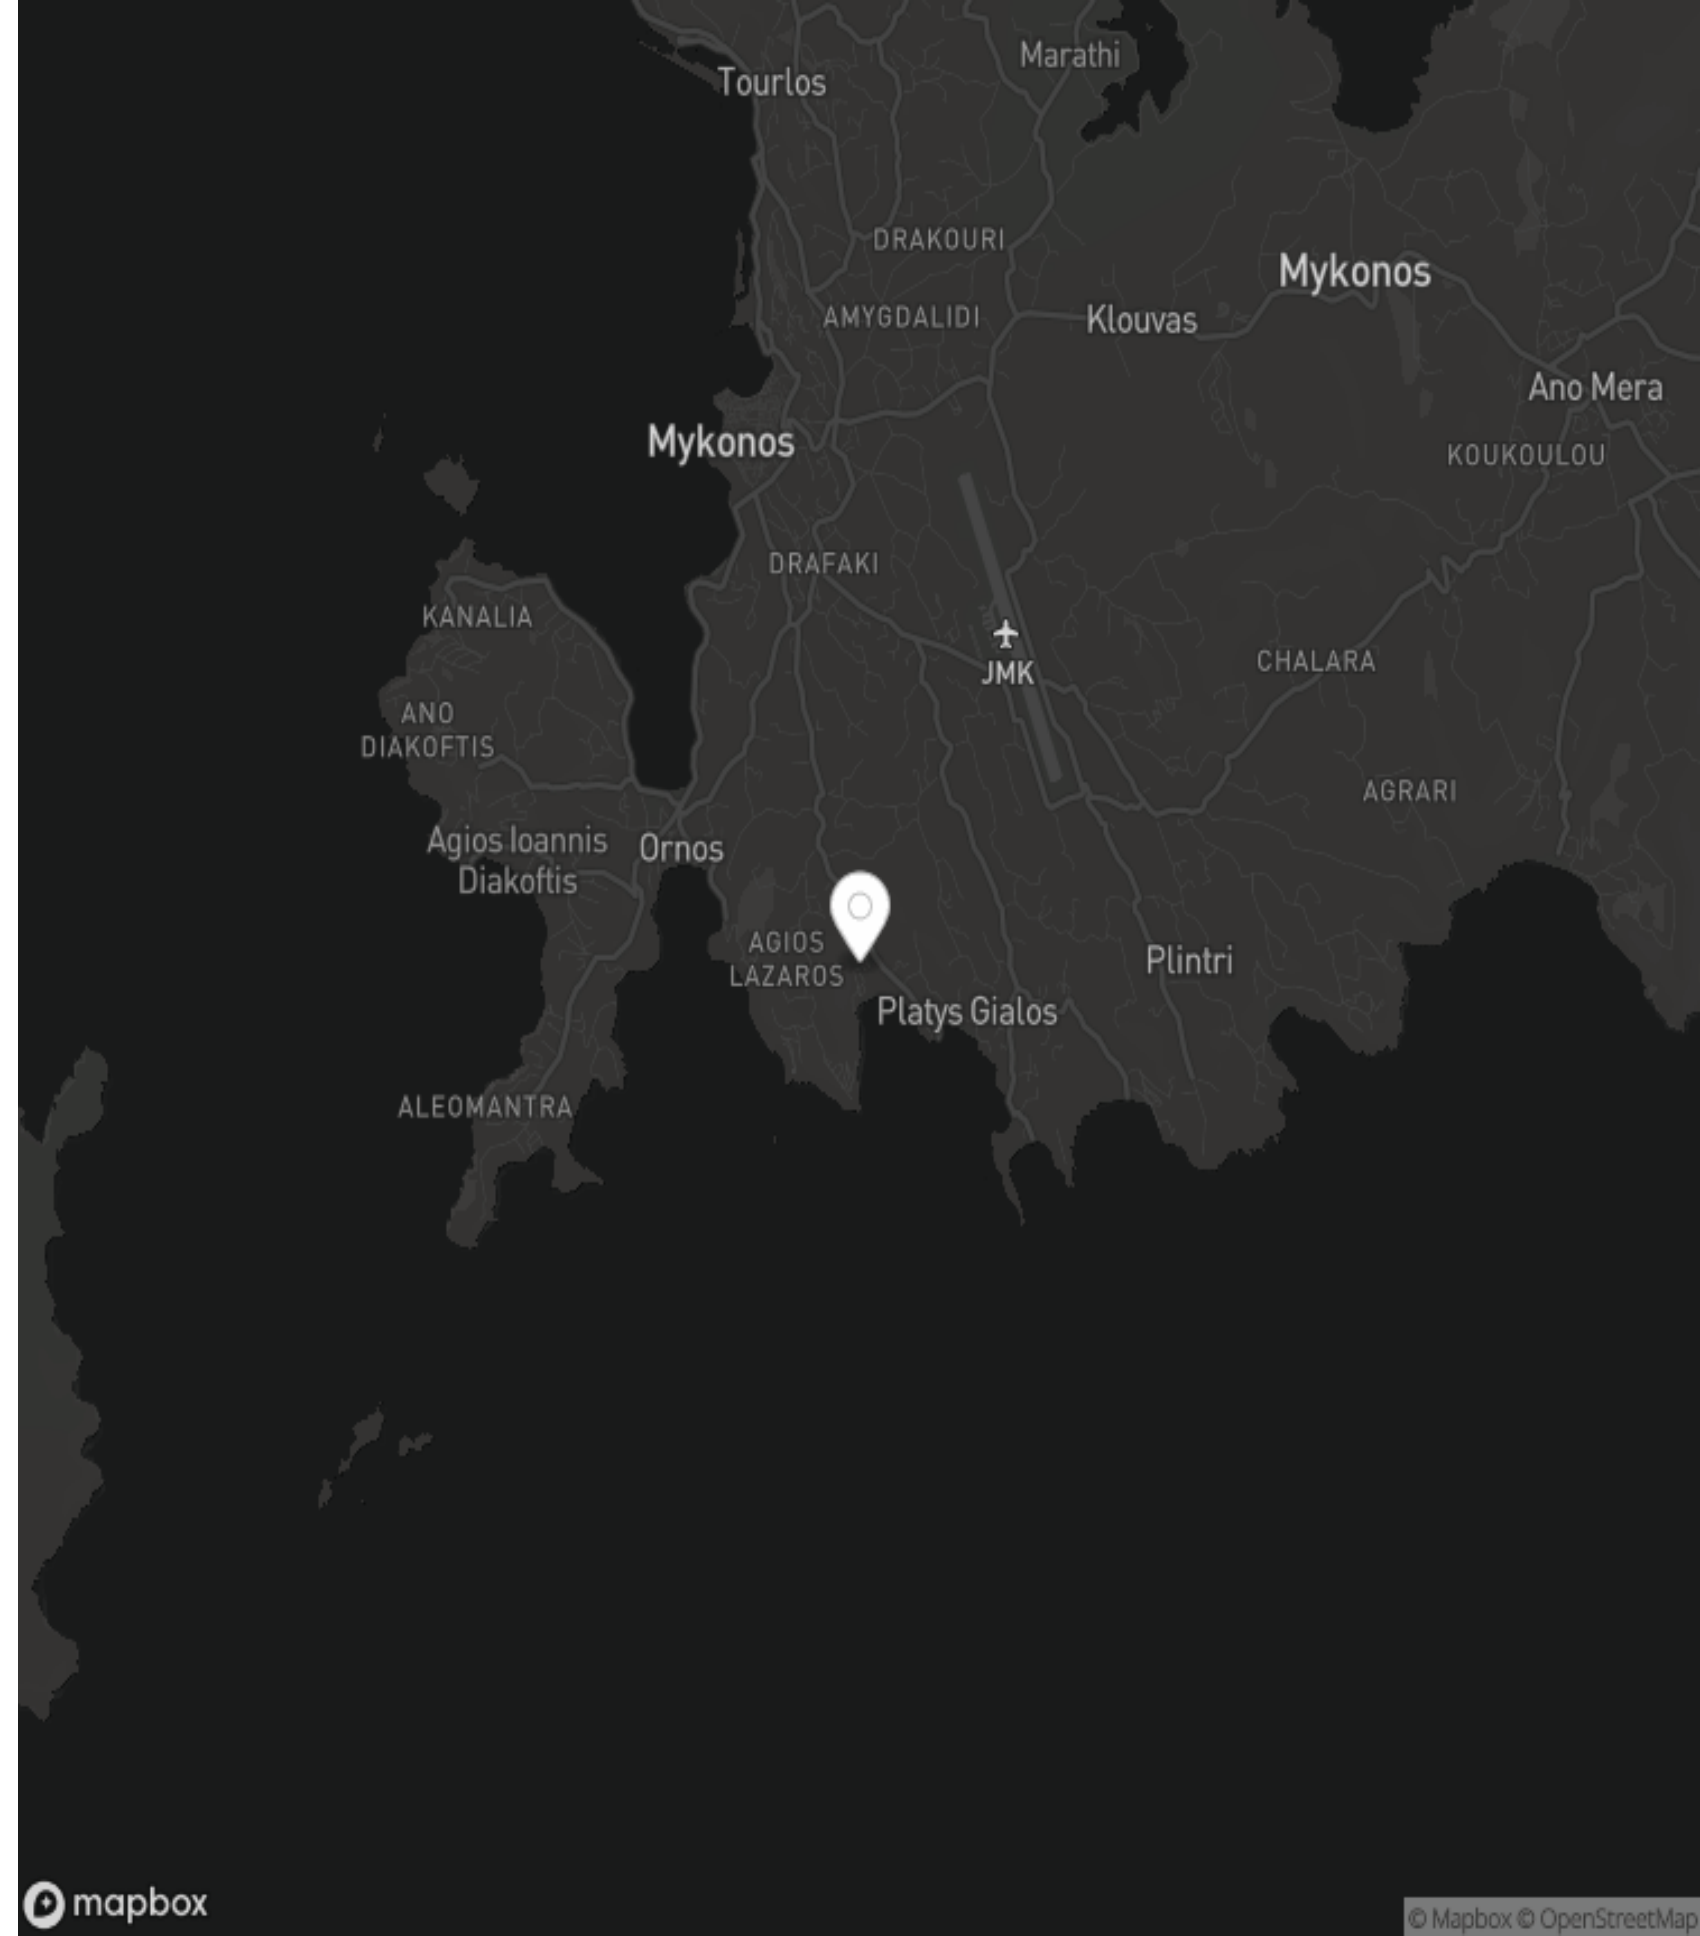 Marathi
Tourlos
DRAKOURI
Mykonos
AMYGDALIDI
Klouvas
Ano Mera
Mykonos
KOUKOULOU
DRAFAKI
KANALIA
JMK
CHALARA
ANO
DIAKOFTIS
AGRARI
Agios Ioannis
Diakoftis
Ornos
AGIOS
LAZAROS
Plintri
Platys Gialos
ALEOMANTRA
mapbox
© Mapbox © OpenStreetMap